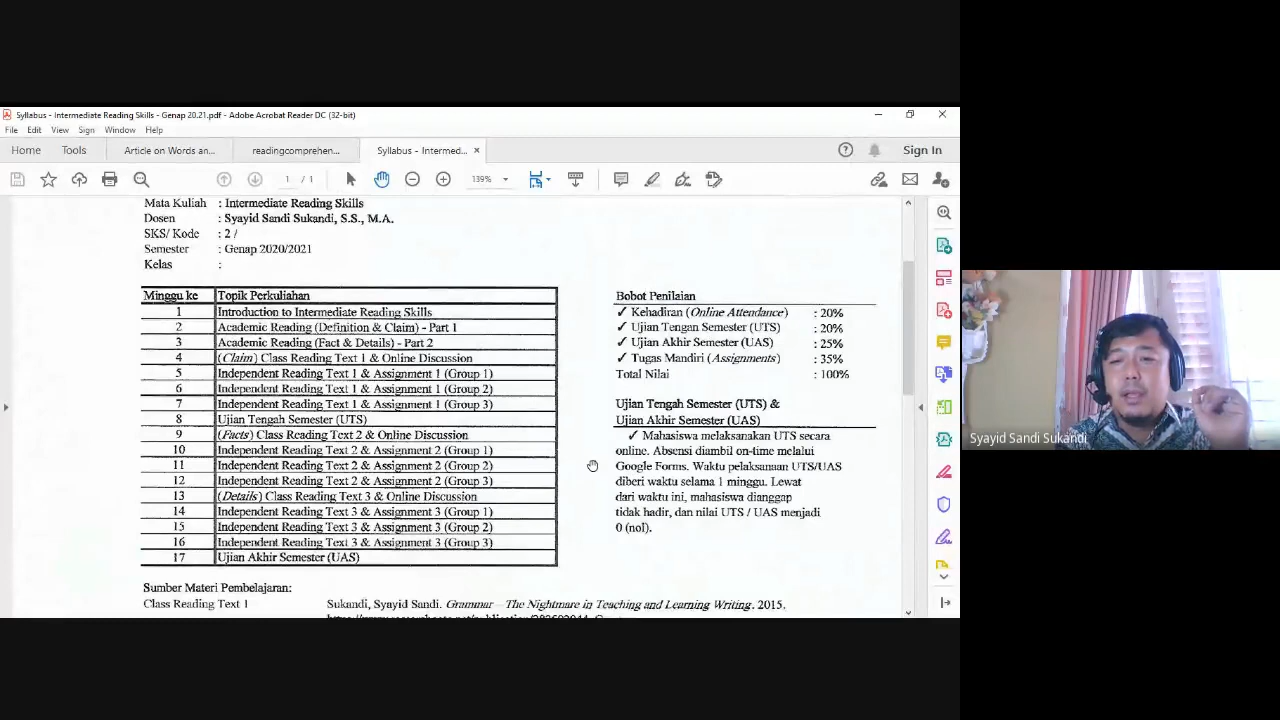 Syllabus - Intermediate Reading Skills - Genap 20.21.pdf - Adobe Acrobat Reader DC (32-bit)
File Edit View Sign Window Help
Home Tools Article on Words an... readingcomprehen... Syllabus - Intermed... × Sign In
1 / 1 139%
Mata Kuliah : Intermediate Reading Skills
Dosen : Syayid Sandi Sukandi, S.S., M.A.
SKS/ Kode : 2 /
Semester : Genap 2020/2021
Kelas :
Minggu ke Topik Perkuliahan
1 Introduction to Intermediate Reading Skills
2 Academic Reading (Definition & Claim) - Part 1
3 Academic Reading (Fact & Details) - Part 2
4 (Claim) Class Reading Text 1 & Online Discussion
5 Independent Reading Text 1 & Assignment 1 (Group 1)
6 Independent Reading Text 1 & Assignment 1 (Group 2)
7 Independent Reading Text 1 & Assignment 1 (Group 3)
8 Ujian Tengah Semester (UTS)
9 (Facts) Class Reading Text 2 & Online Discussion
10 Independent Reading Text 2 & Assignment 2 (Group 1)
11 Independent Reading Text 2 & Assignment 2 (Group 2)
12 Independent Reading Text 2 & Assignment 2 (Group 3)
13 (Details) Class Reading Text 3 & Online Discussion
14 Independent Reading Text 3 & Assignment 3 (Group 1)
15 Independent Reading Text 3 & Assignment 3 (Group 2)
16 Independent Reading Text 3 & Assignment 3 (Group 3)
17 Ujian Akhir Semester (UAS)
Bobot Penilaian
✓ Kehadiran (Online Attendance) : 20%
✓ Ujian Tengan Semester (UTS) : 20%
✓ Ujian Akhir Semester (UAS) : 25%
✓ Tugas Mandiri (Assignments) : 35%
Total Nilai : 100%
Ujian Tengah Semester (UTS) &
Ujian Akhir Semester (UAS)
✓ Mahasiswa melaksanakan UTS secara
online. Absensi diambil on-time melalui
Google Forms. Waktu pelaksanaan UTS/UAS
diberi waktu selama 1 minggu. Lewat
dari waktu ini, mahasiswa dianggap
tidak hadir, dan nilai UTS / UAS menjadi
0 (nol).
Sumber Materi Pembelajaran:
Class Reading Text 1 Sukandi, Syayid Sandi. Grammar – The Nightmare in Teaching and Learning Writing. 2015.
Syayid Sandi Sukandi